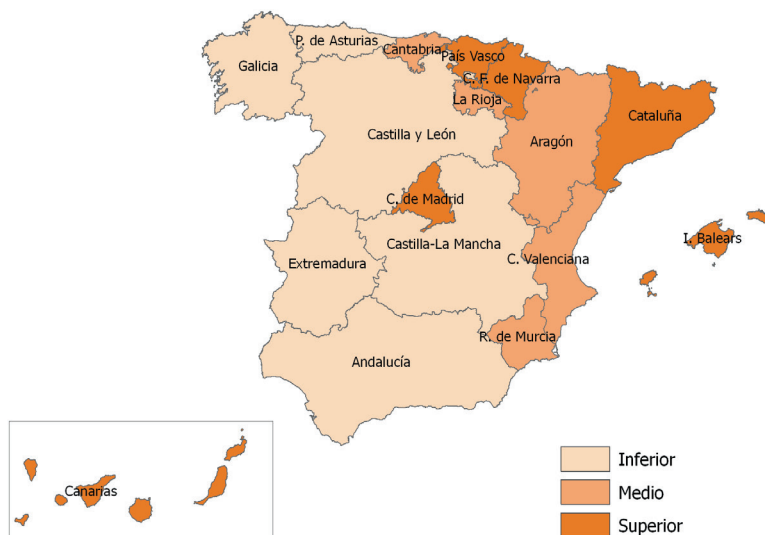 P. de Asturias
Cantabria
País Vasco
Galicia
C. F. de Navarra
La Rioja
Cataluña
Castilla y León
Aragón
C. de Madrid
I. Balears
Castilla-La Mancha
C. Valenciana
Extremadura
R. de Murcia
Andalucía
Canarias
Inferior
Medio
Superior